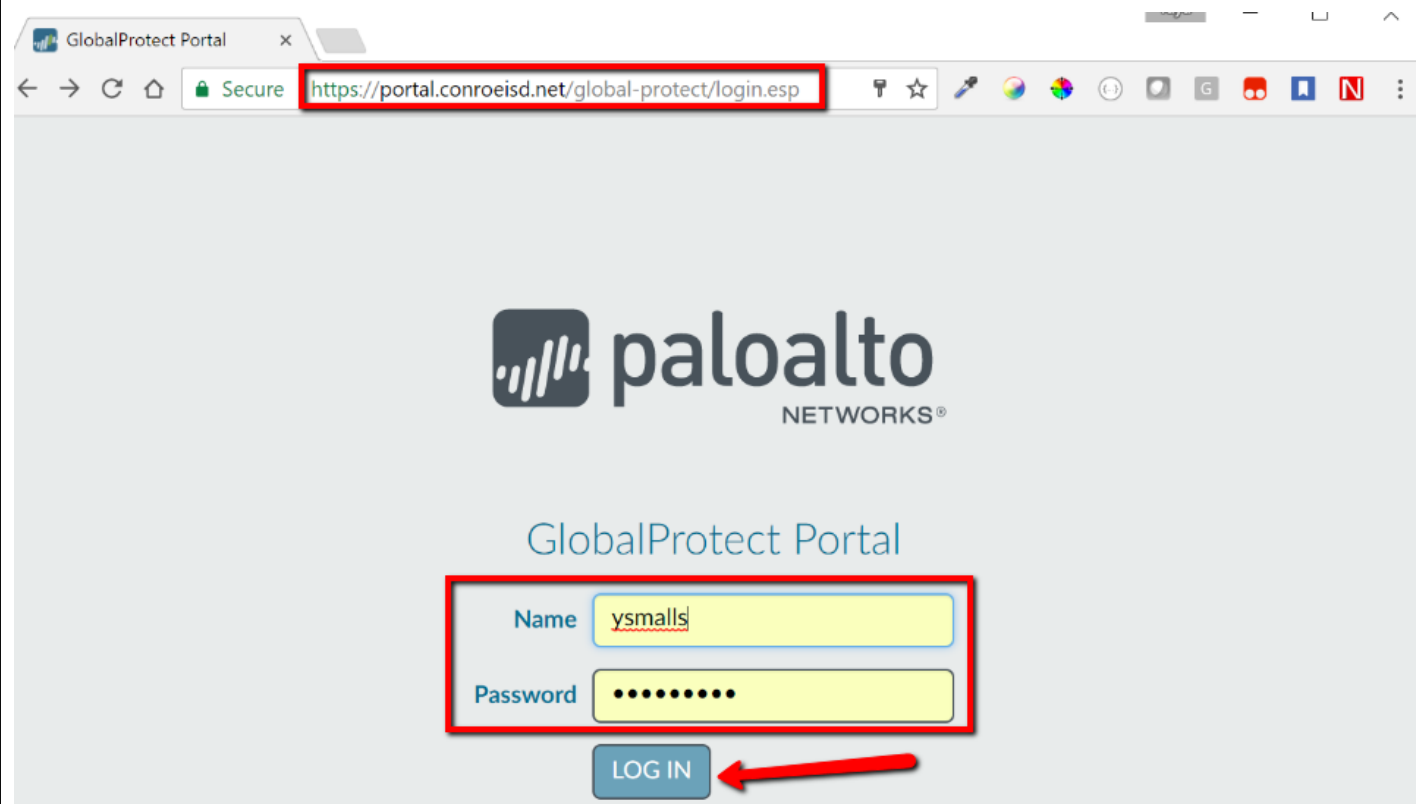 GlobalProtect Portal
Secure https://portal.conroeisd.net/global-protect/login.esp
G
N
paloalto
NETWORKS®
GlobalProtect Portal
Name ysmalls
Password •••••••••
LOG IN